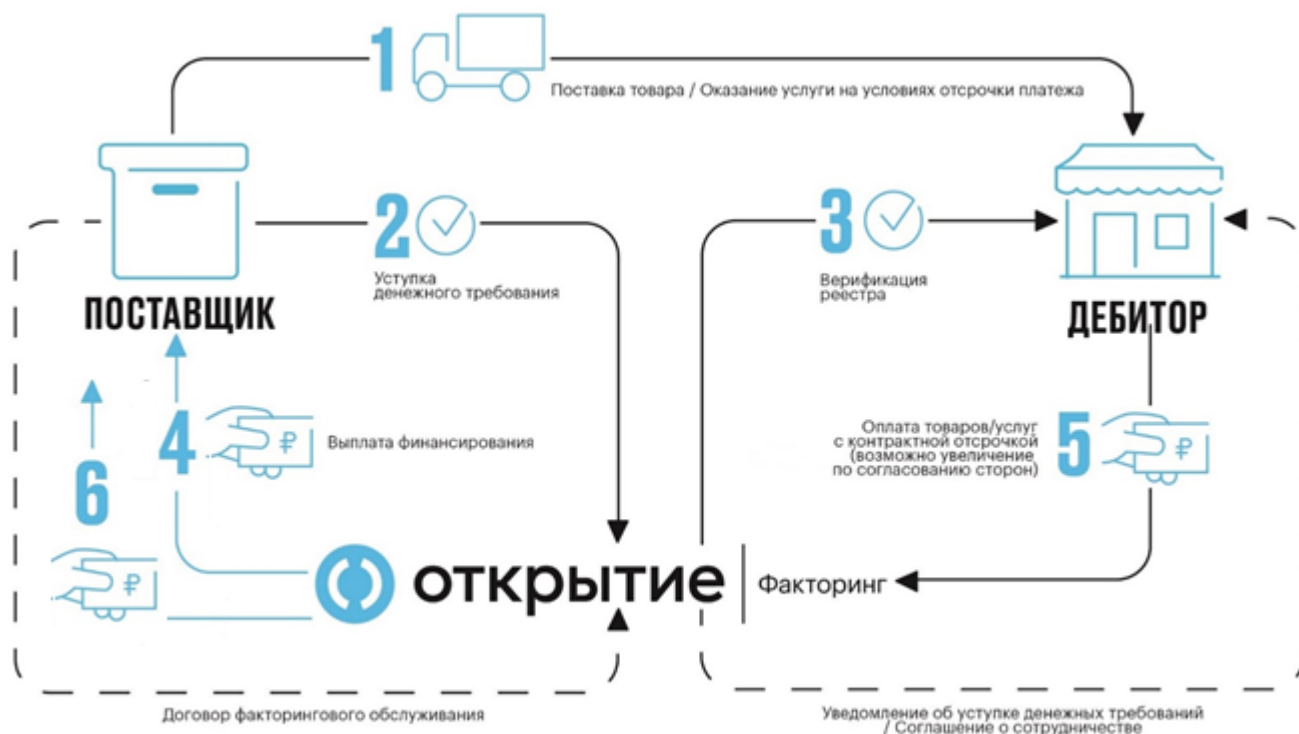 1
Поставка товара / Оказание услуги на условиях отсрочки платежа
2
Уступка
денежного требования
3
Верификация
реестра
ПОСТАВЩИК
ДЕБИТОР
4
₽
Выплата финансирования
Оплата товаров/услуг
с контрактной отсрочкой
(возможно увеличение
по согласованию сторон)
5
₽
6
₽
открытие
Факторинг
Договор факторингового обслуживания
Уведомление об уступке денежных требований
/ Соглашение о сотрудничестве